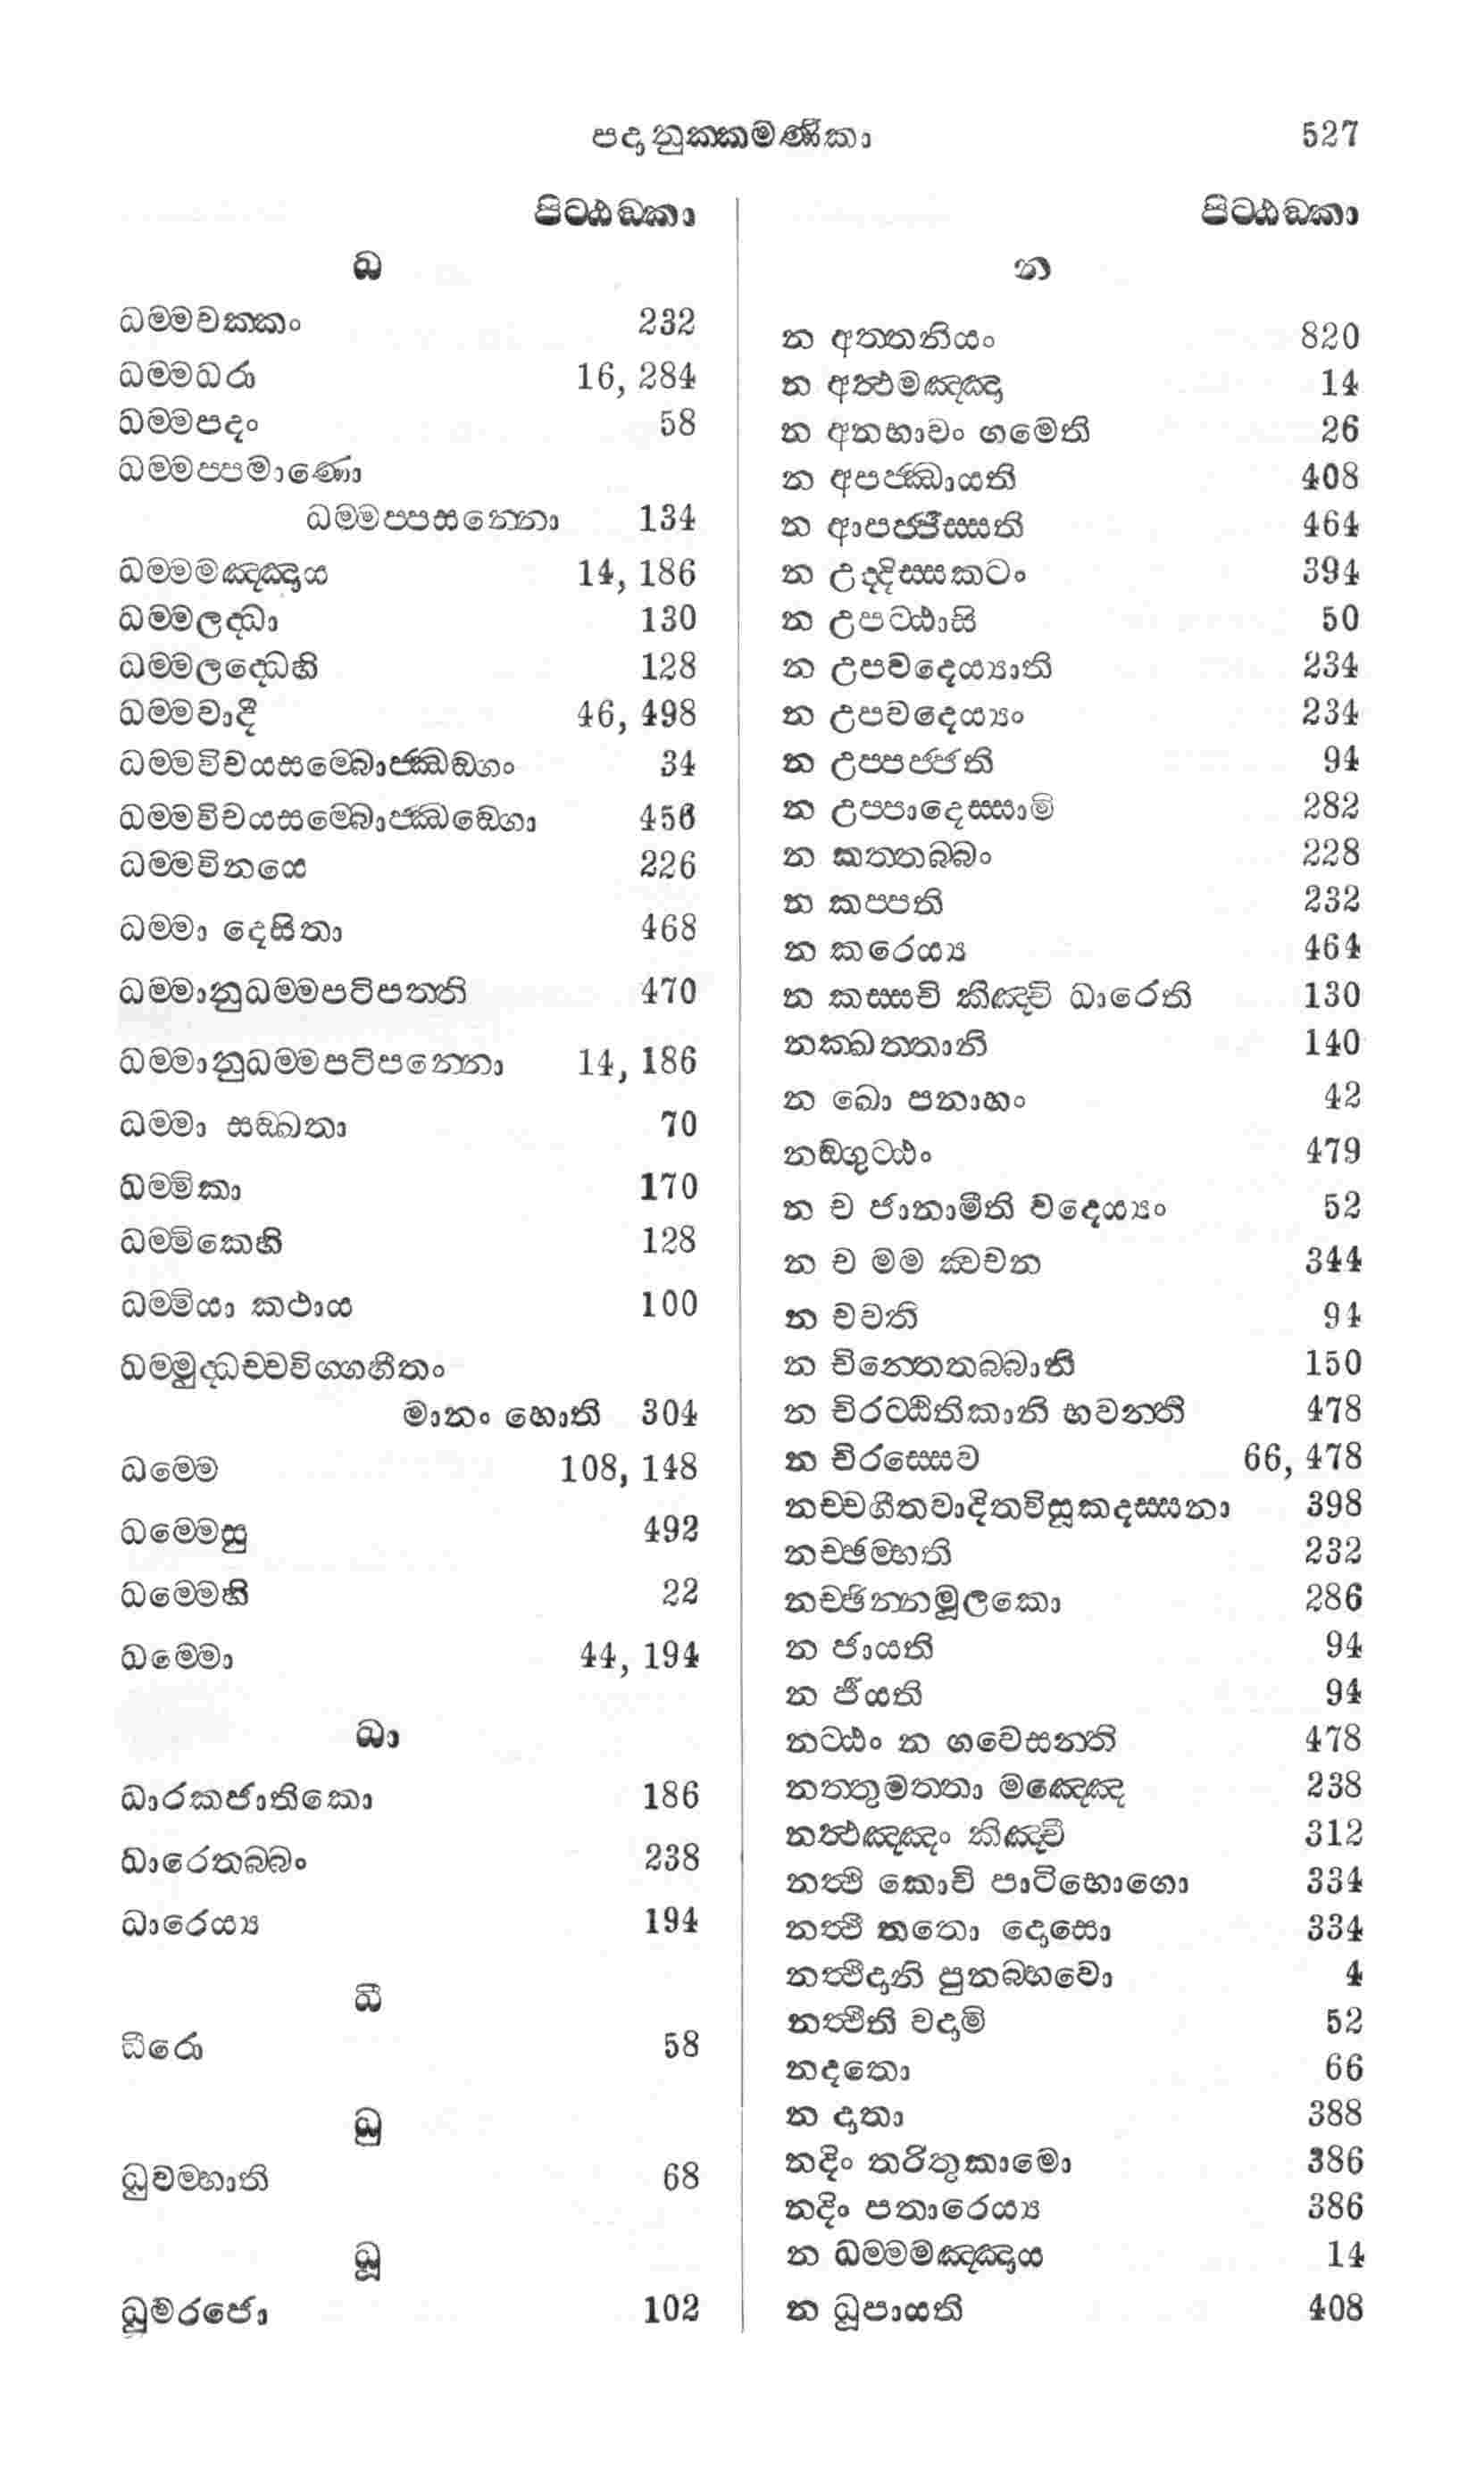 පදානුක්කමණිකා 527
පිට්ඨඞ්කා
ධ
ධම්මචක්කං 232
ධම්මධරා 16, 284
ධම්මපදං 58
ධම්මප්පමාණො
ධම්මප්පසන්නො 134
ධම්මමඤ්ඤාය 14, 186
ධම්මලද්ධා 130
ධම්මලද්ධෙහි 128
ධම්මවාදී 46, 498
ධම්මවිචයසම්බොජ්ඣඞ්ගං 34
ධම්මවිචයසම්බොජ්ඣඞ්ගො 456
ධම්මවිනයෙ 226
ධම්මා දෙසිතා 468
ධම්මානුධම්මපටිපත්ති 470
ධම්මානුධම්මපටිපන්නො 14, 186
ධම්මා සඞ්ඛතා 70
ධම්මිකා 170
ධම්මිකෙහි 128
ධම්මියා කථාය 100
ධම්මුද්ධච්චවිග්ගහීතං
මානං හොති 304
ධම්මෙ 108, 148
ධම්මෙසු 492
ධම්මෙහි 22
ධම්මො 44, 194
ධා
ධාරකජාතිකො 186
ධාරෙතබ්බං 238
ධාරෙය්‍ය 194
ධී
ධීරො 58
ධු
ධුවම්හාති 68
ධූ
ධූමරජො 102
පිට්ඨඞ්කා
න
න අත්තනියං 820
න අත්ථමඤ්ඤා 14
න අනභාවං ගමෙති 26
න අපජ්ඣායති 408
න ආපජ්ජිස්සති 464
න උද්දිස්සකටං 394
න උපට්ඨාසි 50
න උපවදෙය්‍යාති 234
න උපවදෙය්‍යං 234
න උප්පජ්ජති 94
න උප්පාදෙස්සාමි 282
න කත්තබ්බං 228
න කප්පති 232
න කරෙය්‍ය 464
න කස්සචි කිඤ්චි ධාරෙති 130
නක්ඛත්තානි 140
න ඛො පනාහං 42
නඞ්ගුට්ඨං 479
න ච ජානාමීති වදෙය්‍යං 52
න ච මම ක්වචන 344
න චවති 94
න චින්තෙතබ්බානි 150
න චිරට්ඨිතිකානි භවන්ති 478
න චිරස්සෙව 66, 478
නච්චගීතවාදිතවිසූකදස්සනා 398
නච්ඡම්භති 232
නච්ඡින්නමූලකො 286
න ජායති 94
න ජීයති 94
නට්ඨං න ගවෙසන්ති 478
නත්තුමත්තා මඤ්ඤෙ 238
නත්ථඤ්ඤං කිඤ්චි 312
නත්ථි කොචි පාටිභොගො 334
නත්ථි තතො දොසො 334
නත්ථිදානි පුනබ්භවො 4
නත්ථීති වදාමි 52
නදතො 66
න දාතා 388
නදිං තරිතුකාමො 386
නදිං පතාරෙය්‍ය 386
න ධම්මමඤ්ඤාය 14
න ධූපායති 408